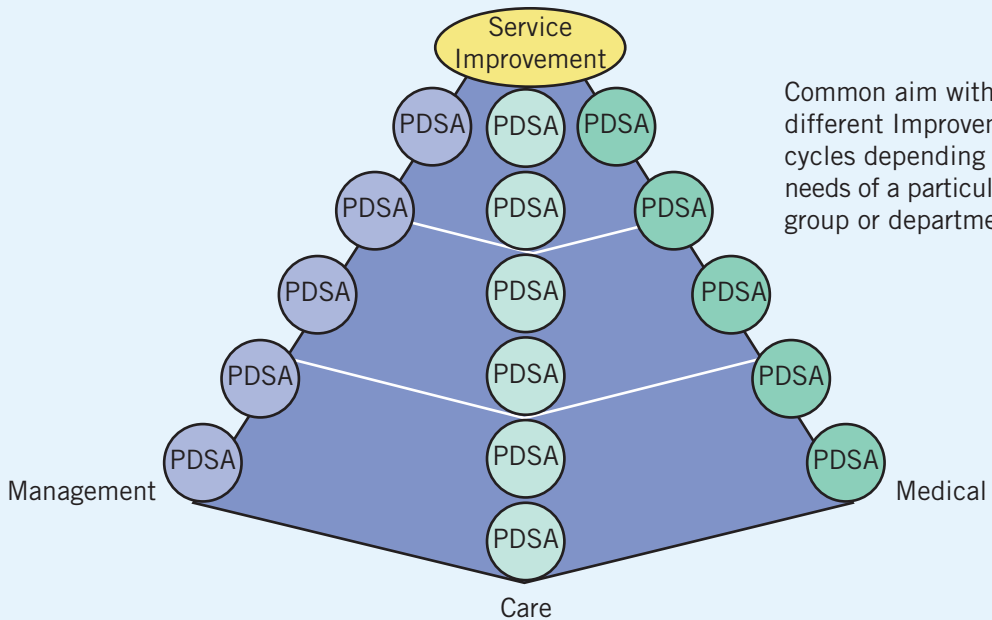 Service
Improvement
Common aim with
different Improvem
cycles depending
needs of a particul
group or departme
PDSA PDSA PDSA
PDSA PDSA PDSA
PDSA PDSA PDSA
PDSA PDSA PDSA
PDSA PDSA PDSA
PDSA
Management
Medical
Care